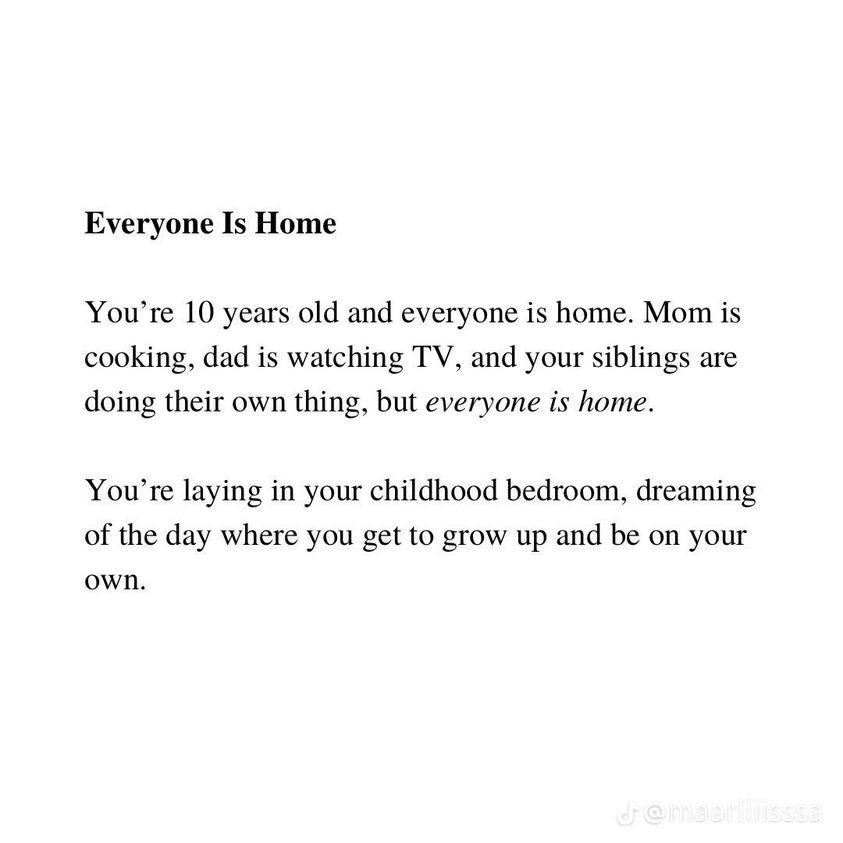 Everyone Is Home
You’re 10 years old and everyone is home. Mom is
cooking, dad is watching TV, and your siblings are
doing their own thing, but everyone is home.
You’re laying in your childhood bedroom, dreaming
of the day where you get to grow up and be on your
own.
@maariiiisssa